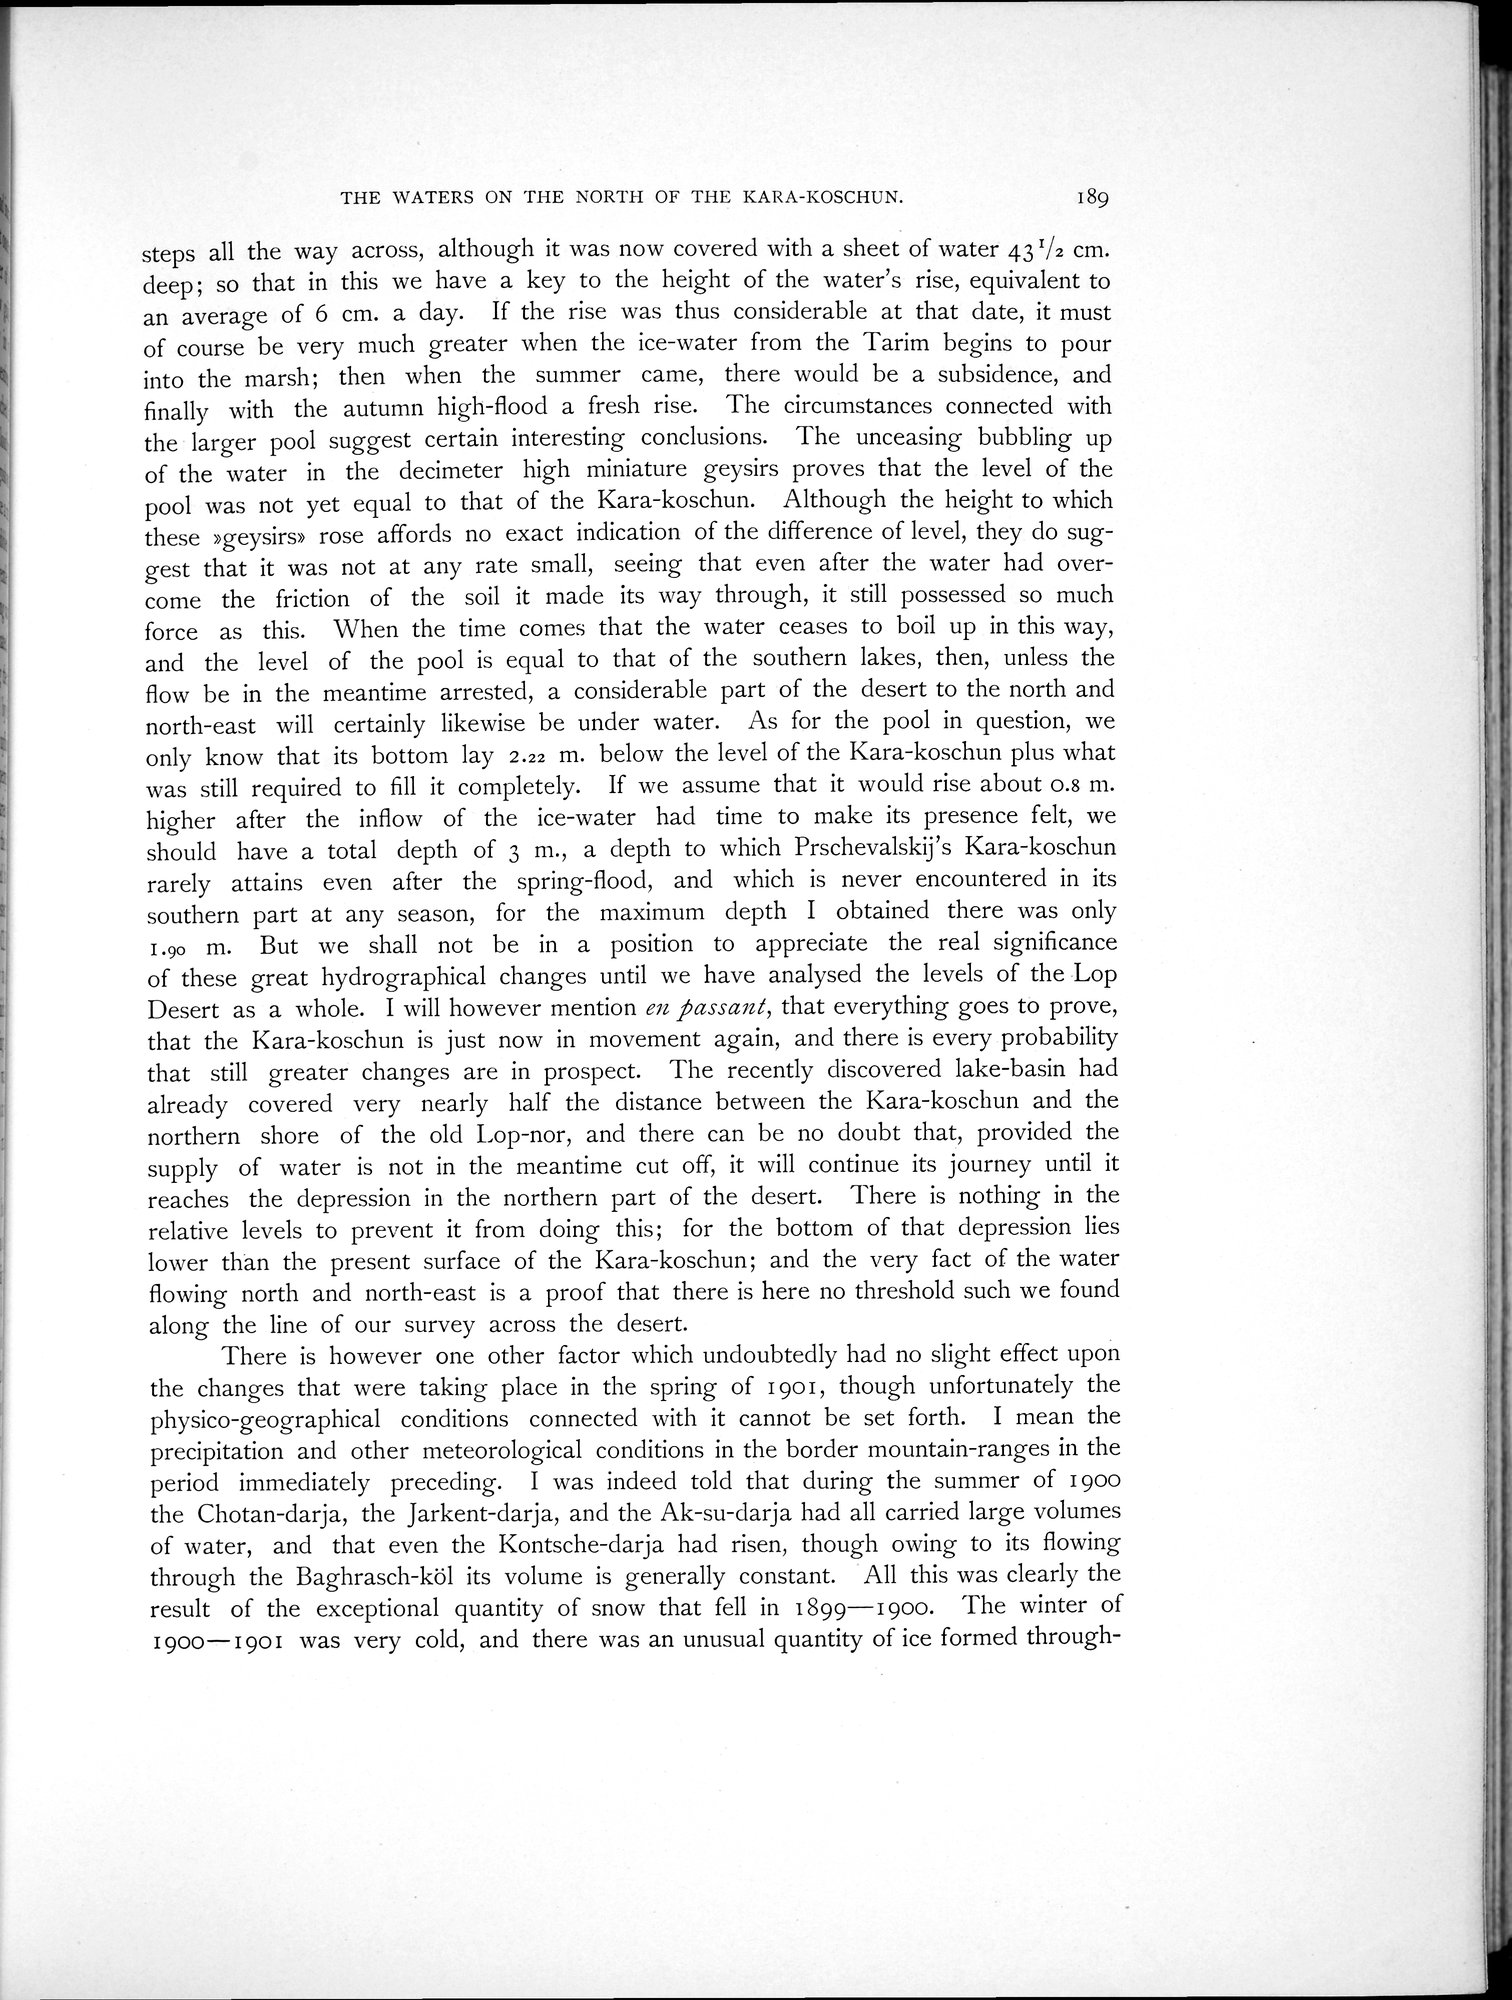 THE WATERS ON THE NORTH OF THE KARA-KOSCHUN. 189
steps all the way across, although it was now covered with a sheet of water 43 1/2 cm.
deep; so that in this we have a key to the height of the water's rise, equivalent to
an average of 6 cm. a day. If the rise was thus considerable at that date, it must
of course be very much greater when the ice-water from the Tarim begins to pour
into the marsh; then when the summer came, there would be a subsidence, and
finally with the autumn high-flood a fresh rise. The circumstances connected with
the larger pool suggest certain interesting conclusions. The unceasing bubbling up
of the water in the decimeter high miniature geysirs proves that the level of the
pool was not yet equal to that of the Kara-koschun. Although the height to which
these »geysirs» rose affords no exact indication of the difference of level, they do sug-
gest that it was not at any rate small, seeing that even after the water had over-
come the friction of the soil it made its way through, it still possessed so much
force as this. When the time comes that the water ceases to boil up in this way,
and the level of the pool is equal to that of the southern lakes, then, unless the
flow be in the meantime arrested, a considerable part of the desert to the north and
north-east will certainly likewise be under water. As for the pool in question, we
only know that its bottom lay 2.22 m. below the level of the Kara-koschun plus what
was still required to fill it completely. If we assume that it would rise about 0.8 m.
higher after the inflow of the ice-water had time to make its presence felt, we
should have a total depth of 3 m., a depth to which Prschevalskij's Kara-koschun
rarely attains even after the spring-flood, and which is never encountered in its
southern part at any season, for the maximum depth I obtained there was only
1.90 m. But we shall not be in a position to appreciate the real significance
of these great hydrographical changes until we have analysed the levels of the Lop
Desert as a whole. I will however mention en passant, that everything goes to prove,
that the Kara-koschun is just now in movement again, and there is every probability
that still greater changes are in prospect. The recently discovered lake-basin had
already covered very nearly half the distance between the Kara-koschun and the
northern shore of the old Lop-nor, and there can be no doubt that, provided the
supply of water is not in the meantime cut off, it will continue its journey until it
reaches the depression in the northern part of the desert. There is nothing in the
relative levels to prevent it from doing this; for the bottom of that depression lies
lower than the present surface of the Kara-koschun; and the very fact of the water
flowing north and north-east is a proof that there is here no threshold such we found
along the line of our survey across the desert.
There is however one other factor which undoubtedly had no slight effect upon
the changes that were taking place in the spring of 1901, though unfortunately the
physico-geographical conditions connected with it cannot be set forth. I mean the
precipitation and other meteorological conditions in the border mountain-ranges in the
period immediately preceding. I was indeed told that during the summer of 1900
the Chotan-darja, the Jarkent-darja, and the Ak-su-darja had all carried large volumes
of water, and that even the Kontsche-darja had risen, though owing to its flowing
through the Baghrasch-köl its volume is generally constant. All this was clearly the
result of the exceptional quantity of snow that fell in 1899—1900. The winter of
1900—1901 was very cold, and there was an unusual quantity of ice formed through-